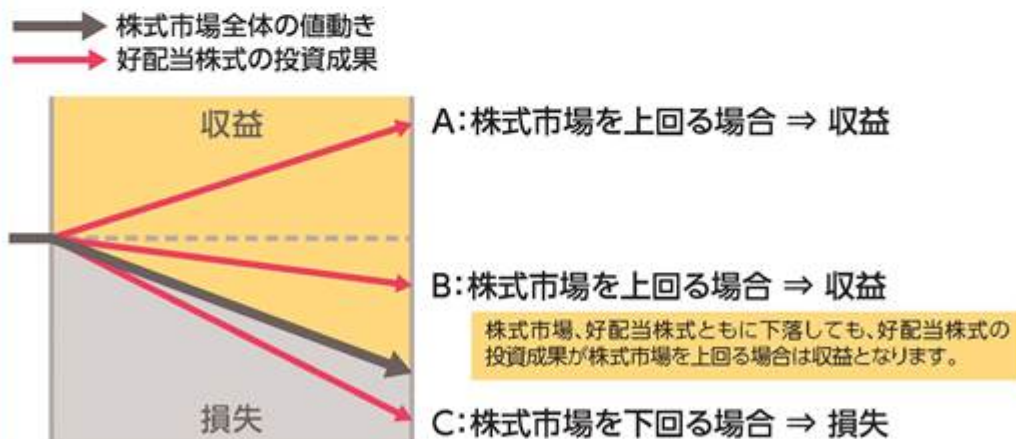 株式市場全体の値動き
好配当株式の投資成果
収益
A:株式市場を上回る場合 ⇒ 収益
B:株式市場を上回る場合 ⇒ 収益
株式市場、好配当株式ともに下落しても、好配当株式の
投資成果が株式市場を上回る場合は収益となります。
損失
C:株式市場を下回る場合 ⇒ 損失